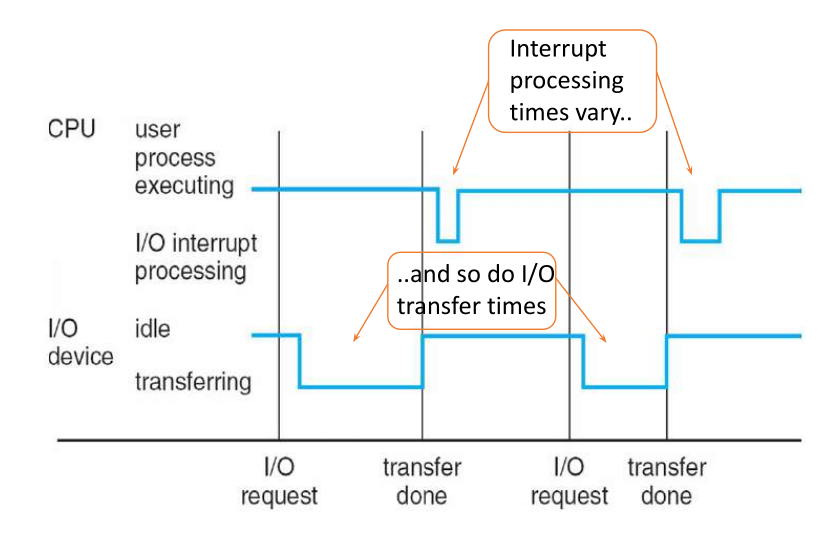 Interrupt
processing
times vary..
CPU
user
process
executing
I/O interrupt
processing
..and so do I/O
transfer times
I/O
device
idle
transferring
I/O
request
transfer
done
I/O
request
transfer
done